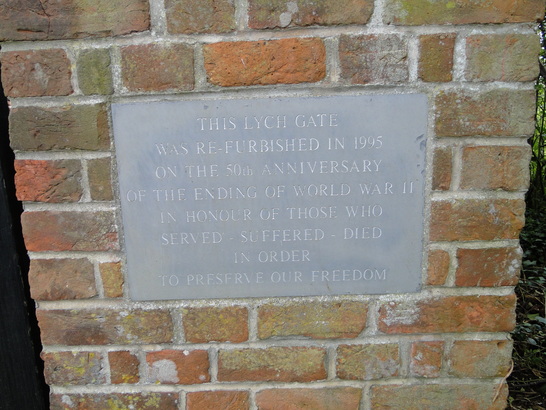 THIS LYCH GATE
WAS RE-FURBISHED IN 1995
ON THE 50th ANNIVERSARY
OF THE ENDING OF WORLD WAR II
IN HONOUR OF THOSE WHO
SERVED - SUFFERED - DIED
IN ORDER
TO PRESERVE OUR FREEDOM